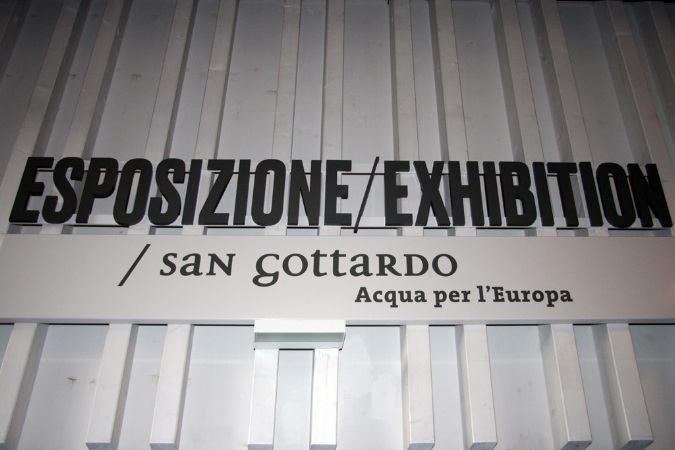 ESPOSIZIONE/EXHIBITION
/ san gottardo
Acqua per l'Europa